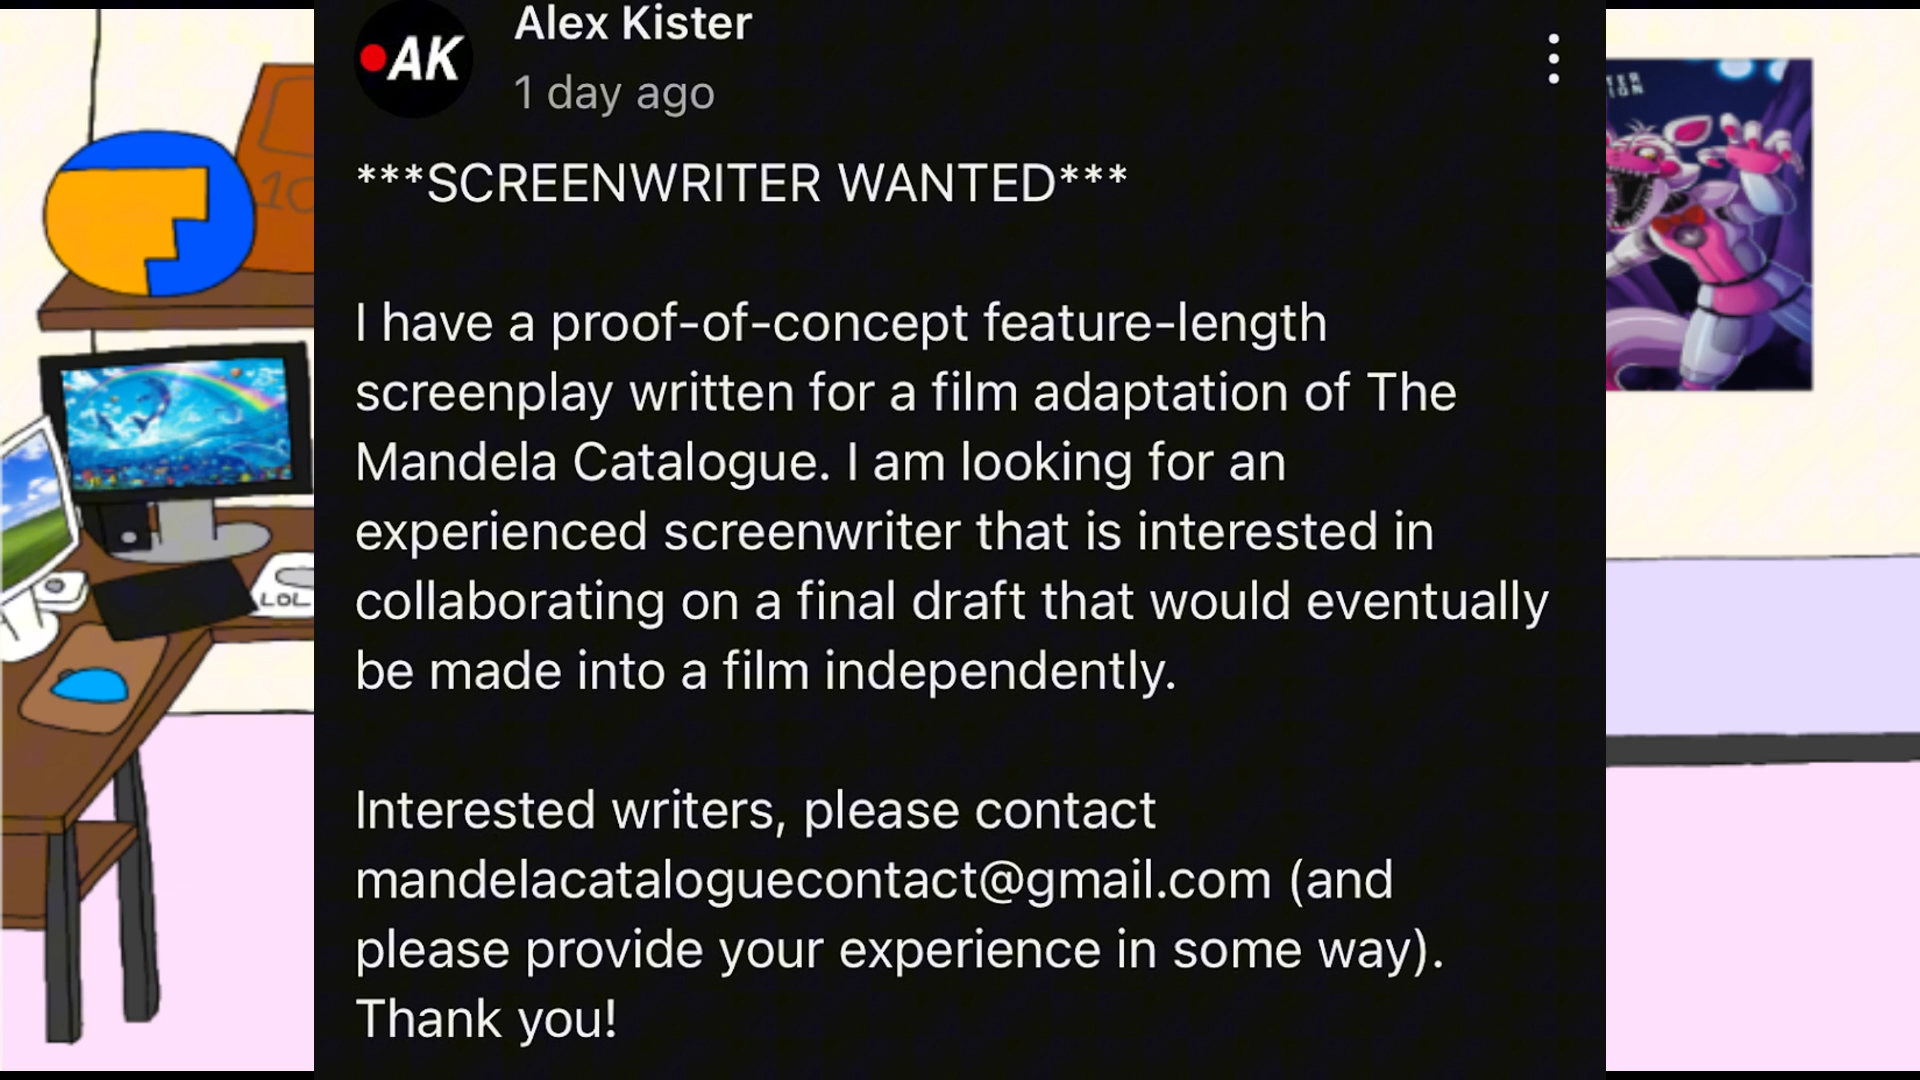 AK
Alex Kister
1 day ago
***SCREENWRITER WANTED***
I have a proof-of-concept feature-length
screenplay written for a film adaptation of The
Mandela Catalogue. I am looking for an
experienced screenwriter that is interested in
collaborating on a final draft that would eventually
be made into a film independently.
Interested writers, please contact
mandelacataloguecontact@gmail.com (and
please provide your experience in some way).
Thank you!
10
LOL